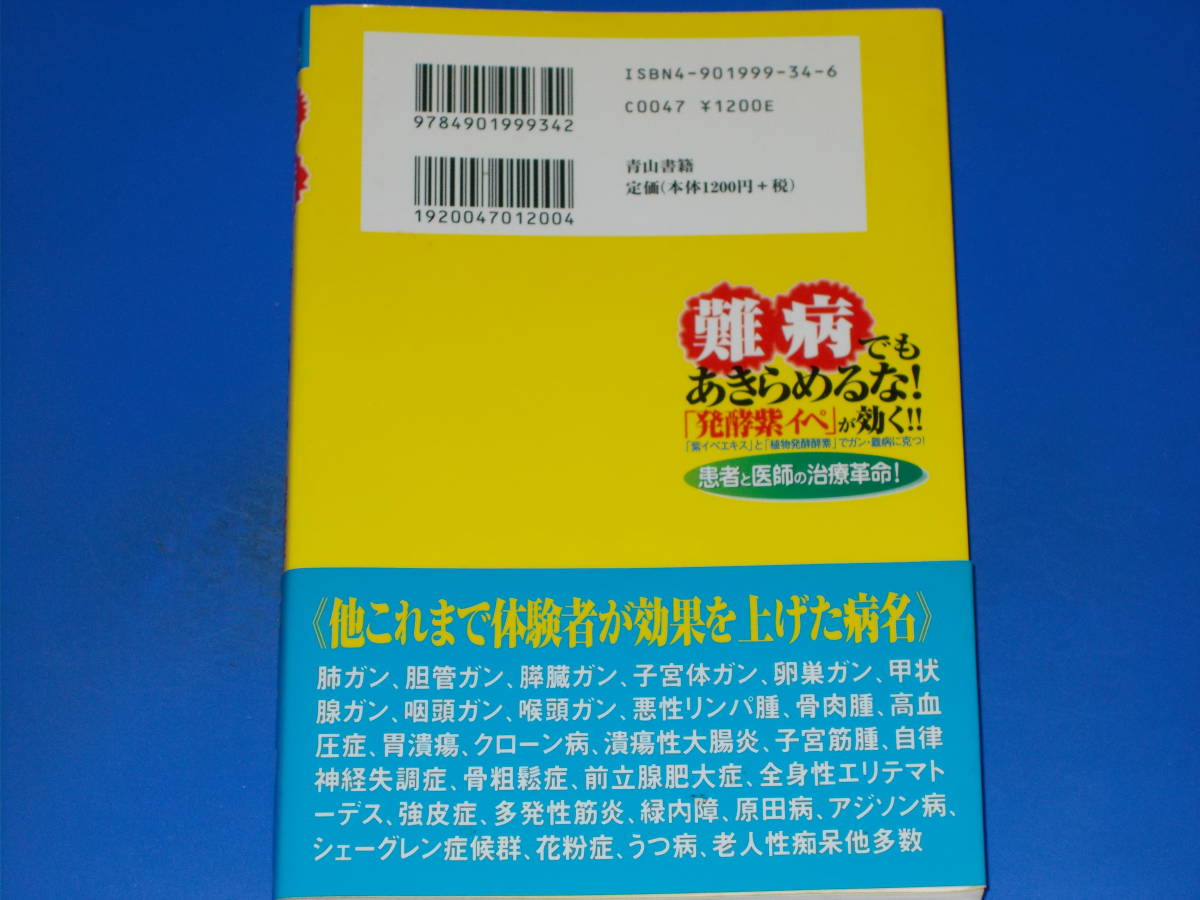 ISBN4-901999-34-6
C0047 ¥1200E
9784901999342
青山書籍
定価(本体1200円+税)
1920047012004
難病でも
あきらめるな!
「発酵紫イペ」が効く!!
「紫イペエキス」と「植物発酵酵素」でガン・難病に克つ!
患者と医師の治療革命!
《他これまで体験者が効果を上げた病名》
肺ガン、胆管ガン、膵臓ガン、子宮体ガン、卵巣ガン、甲状
腺ガン、咽頭ガン、喉頭ガン、悪性リンパ腫、骨肉腫、高血
圧症、胃潰瘍、クローン病、潰瘍性大腸炎、子宮筋腫、自律
神経失調症、骨粗鬆症、前立腺肥大症、全身性エリテマト
ーデス、強皮症、多発性筋炎、緑内障、原田病、アジソン病、
シェーグレン症候群、花粉症、うつ病、老人性痴呆他多数